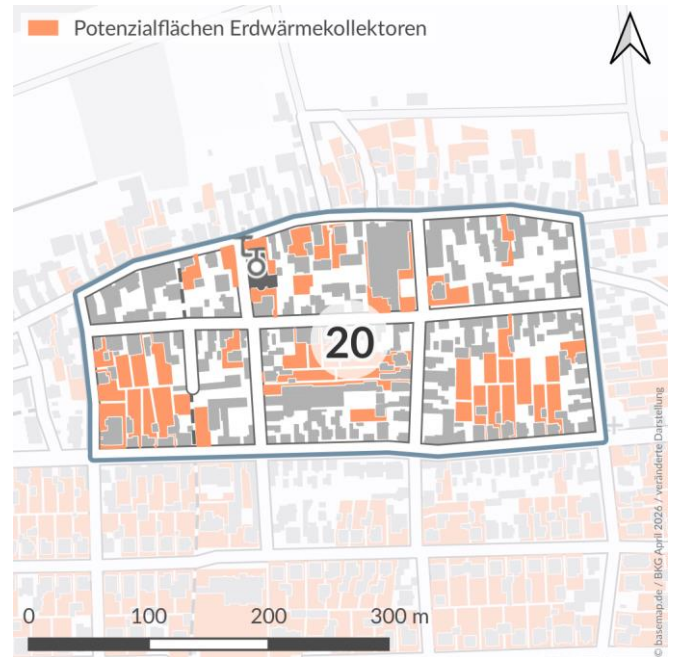 Potenzialflächen Erdwärmekollektoren
20
0 100 200 300 m
© basemap.de / BKG April 2026 / veränderte Darstellung